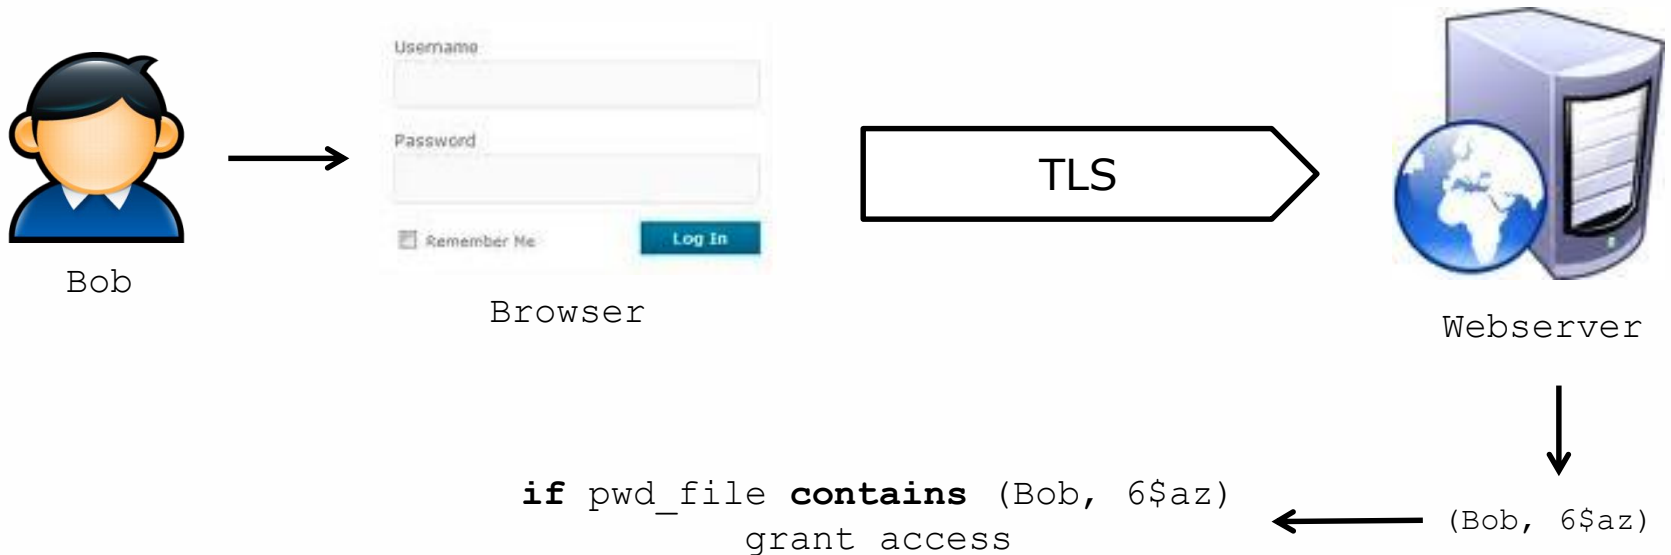 Username
Password
Remember Me
Log In
Bob
Browser
TLS
Webserver
(Bob, 6$az)
if pwd_file contains (Bob, 6$az)
grant access